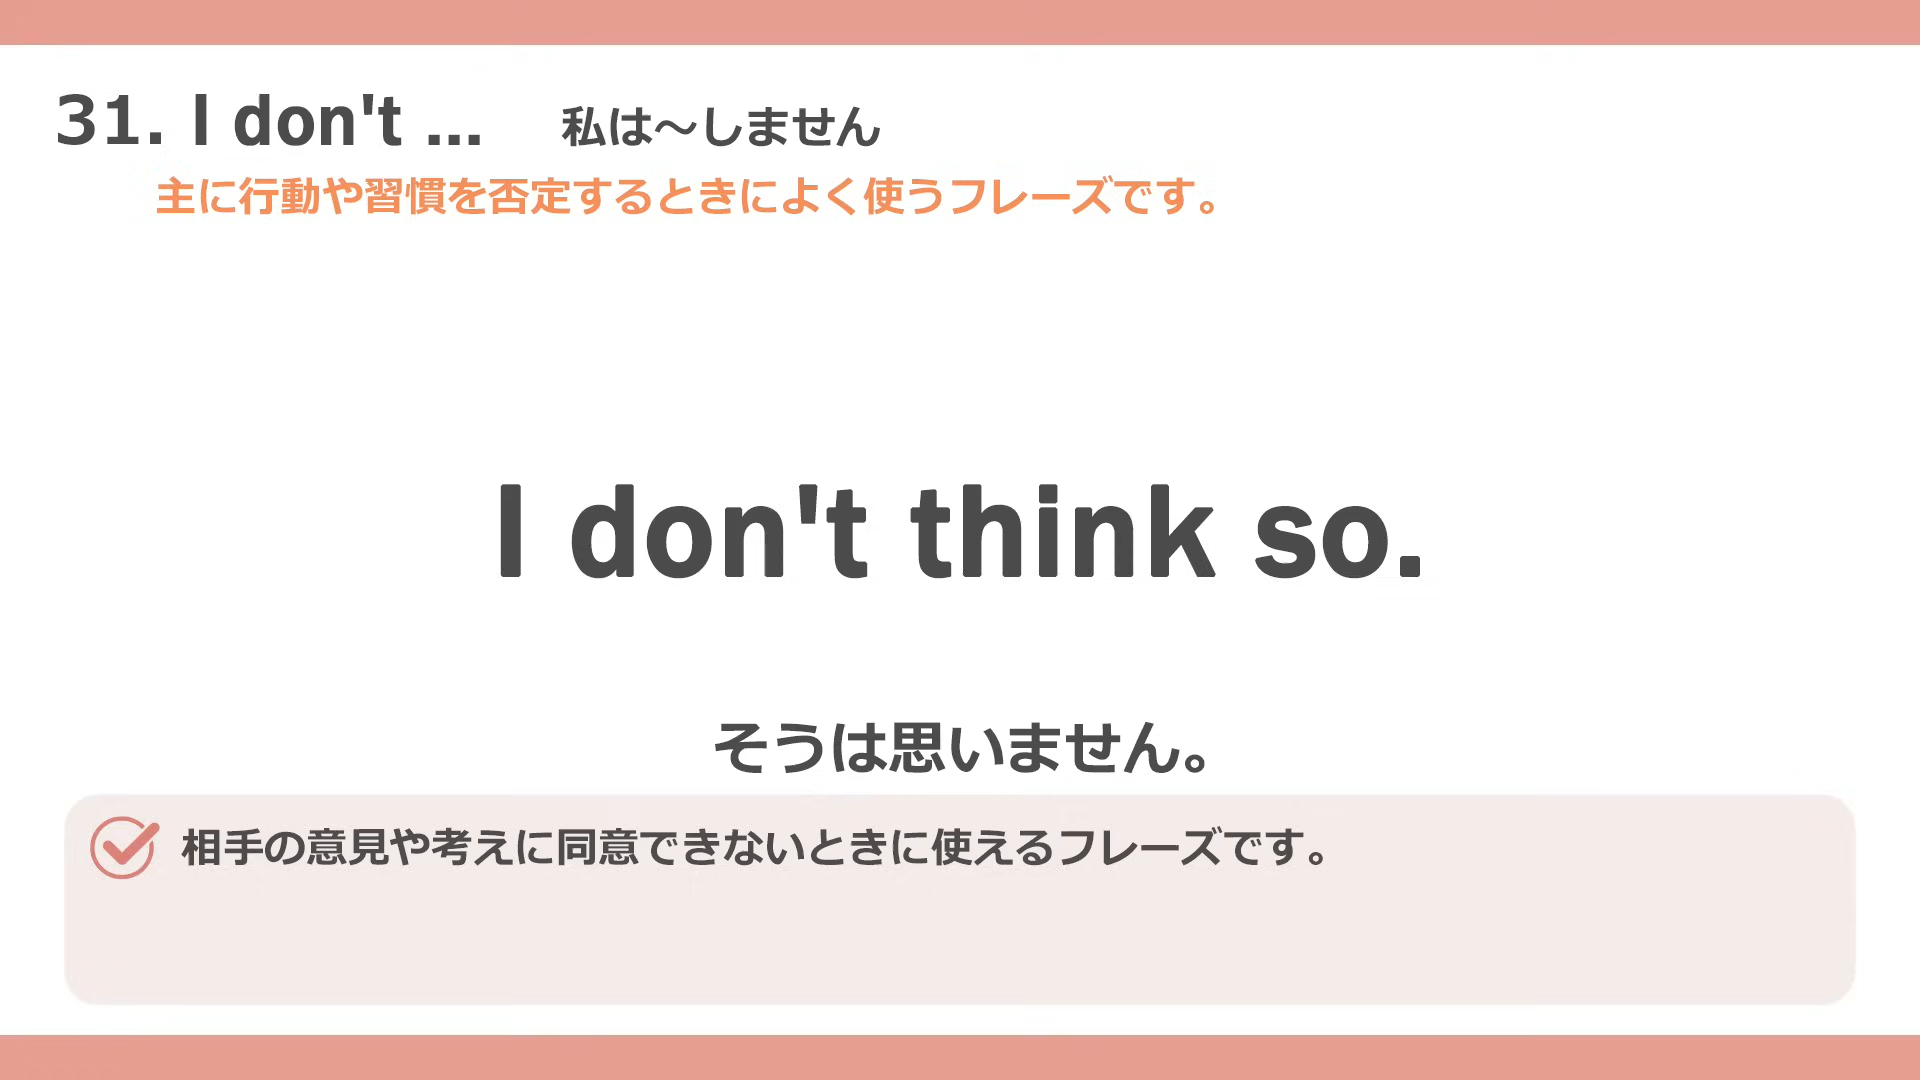 31. I don't ... 私は〜しません
主に行動や習慣を否定するときによく使うフレーズです。
I don't think so.
そうは思いません。
相手の意見や考えに同意できないときに使えるフレーズです。